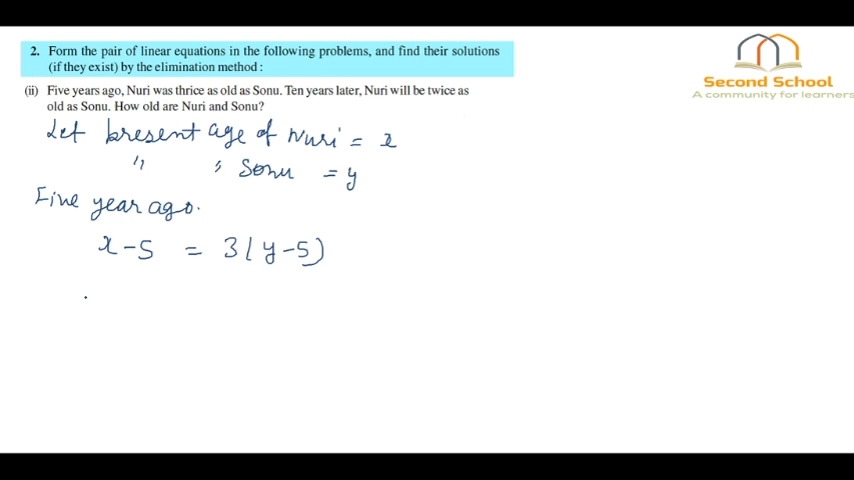 2. Form the pair of linear equations in the following problems, and find their solutions
(if they exist) by the elimination method :
(ii) Five years ago, Nuri was thrice as old as Sonu. Ten years later, Nuri will be twice as
old as Sonu. How old are Nuri and Sonu?
Let present age of Nuri = x
" " Sonu = y
Five year ago.
x - 5 = 3(y - 5)
Second School
A community for learners